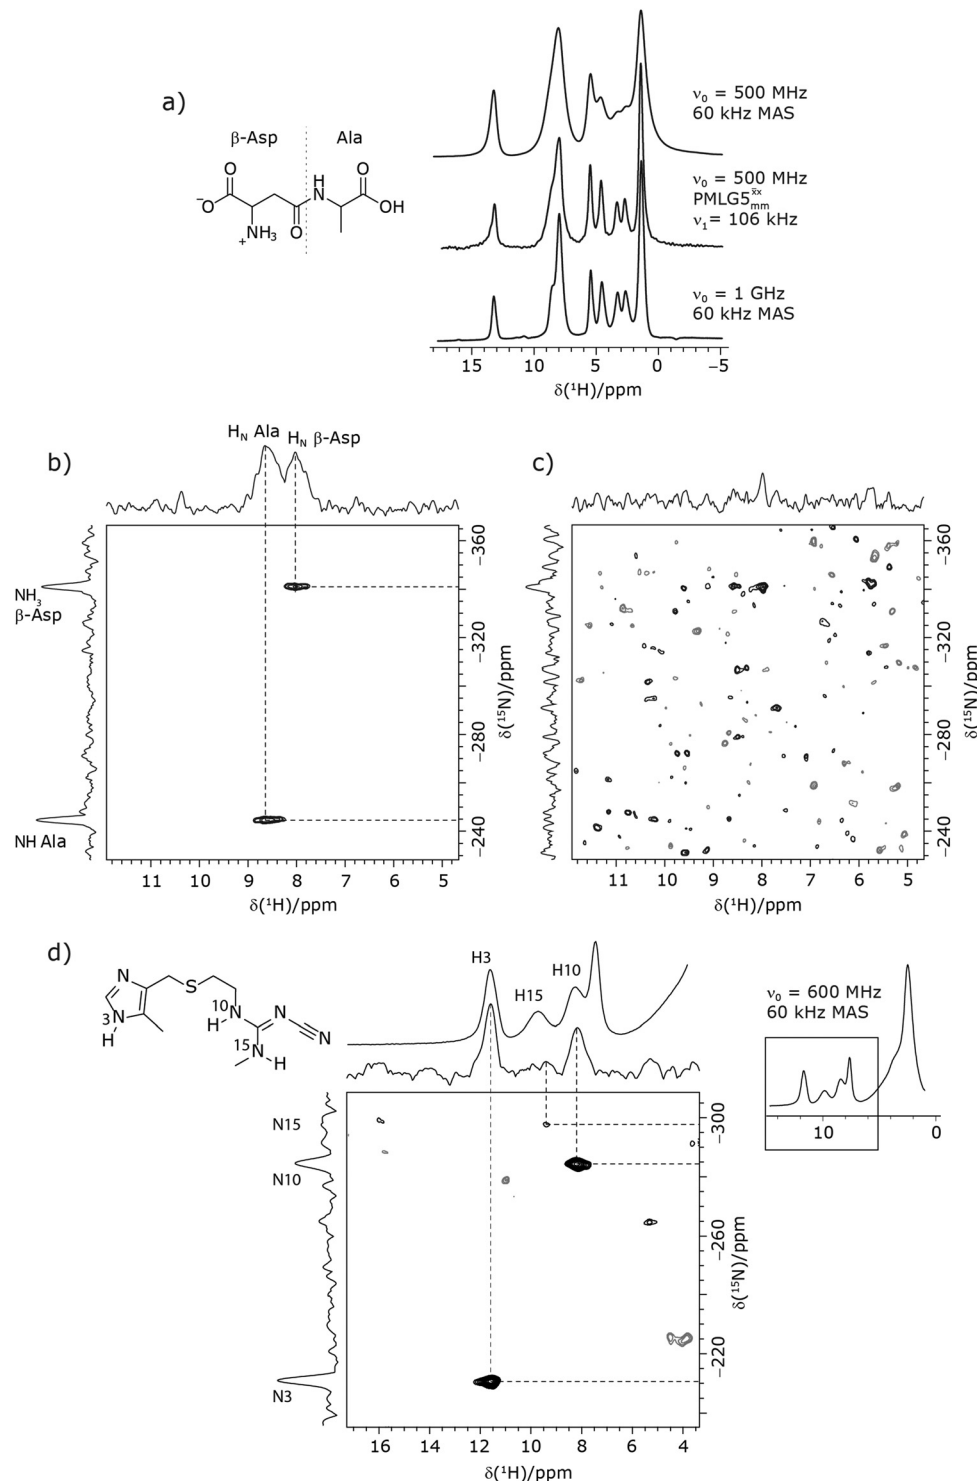 a)
β-Asp
Ala
O
⁻O
NH₃
+
O
H
N
O
OH
ν₀ = 500 MHz
60 kHz MAS
ν₀ = 500 MHz
PMLG5mm x̄x
ν₁= 106 kHz
ν₀ = 1 GHz
60 kHz MAS
15 10 5 0 −5
δ(¹H)/ppm
b)
H_N Ala
H_N β-Asp
NH₃
β-Asp
NH Ala
−360
−320
−280
−240
δ(¹⁵N)/ppm
11 10 9 8 7 6 5
δ(¹H)/ppm
c)
−360
−320
−280
−240
δ(¹⁵N)/ppm
11 10 9 8 7 6 5
δ(¹H)/ppm
d)
N
3 N
H
S
10
N
H
N
N
15
N
H
H3
H15
H10
N15
N10
N3
−300
−260
−220
δ(¹⁵N)/ppm
16 14 12 10 8 6 4
δ(¹H)/ppm
ν₀ = 600 MHz
60 kHz MAS
10 0